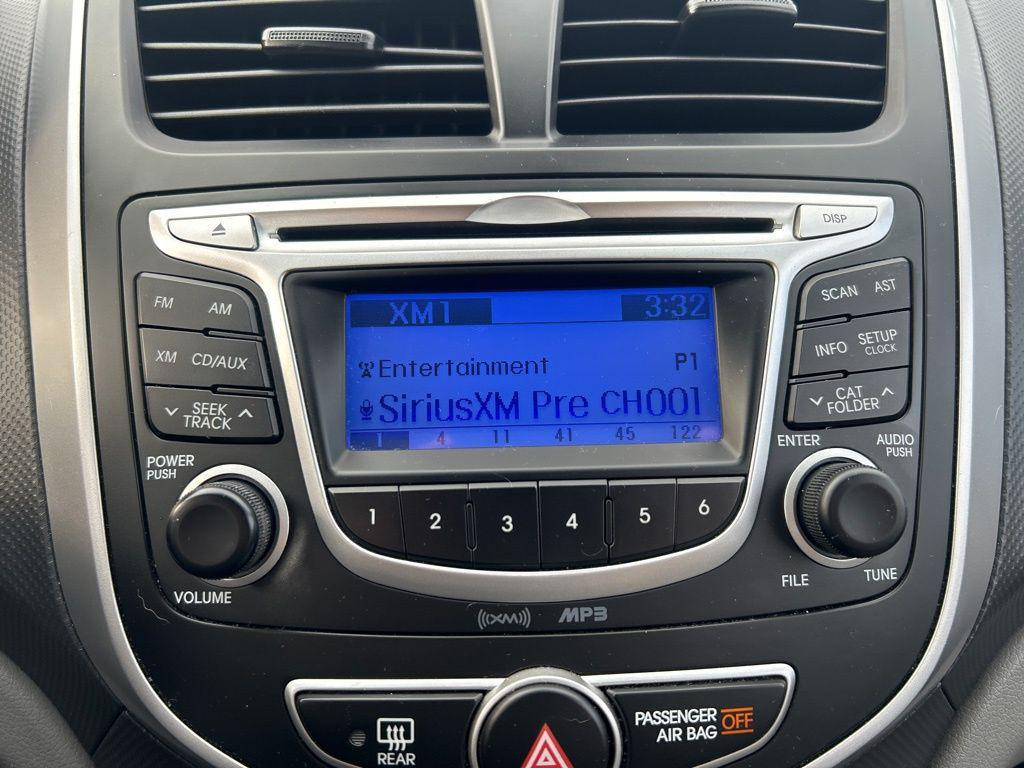 DISP
FM AM
SCAN AST
XM1 3:32
XM CD/AUX
INFO SETUP
CLOCK
Entertainment P1
SiriusXM Pre CH001
SEEK
TRACK
CAT
FOLDER
1 4 11 41 45 122
POWER
PUSH
ENTER
AUDIO
PUSH
1 2 3 4 5 6
VOLUME
FILE
TUNE
((XM)) MP3
PASSENGER OFF
AIR BAG
REAR